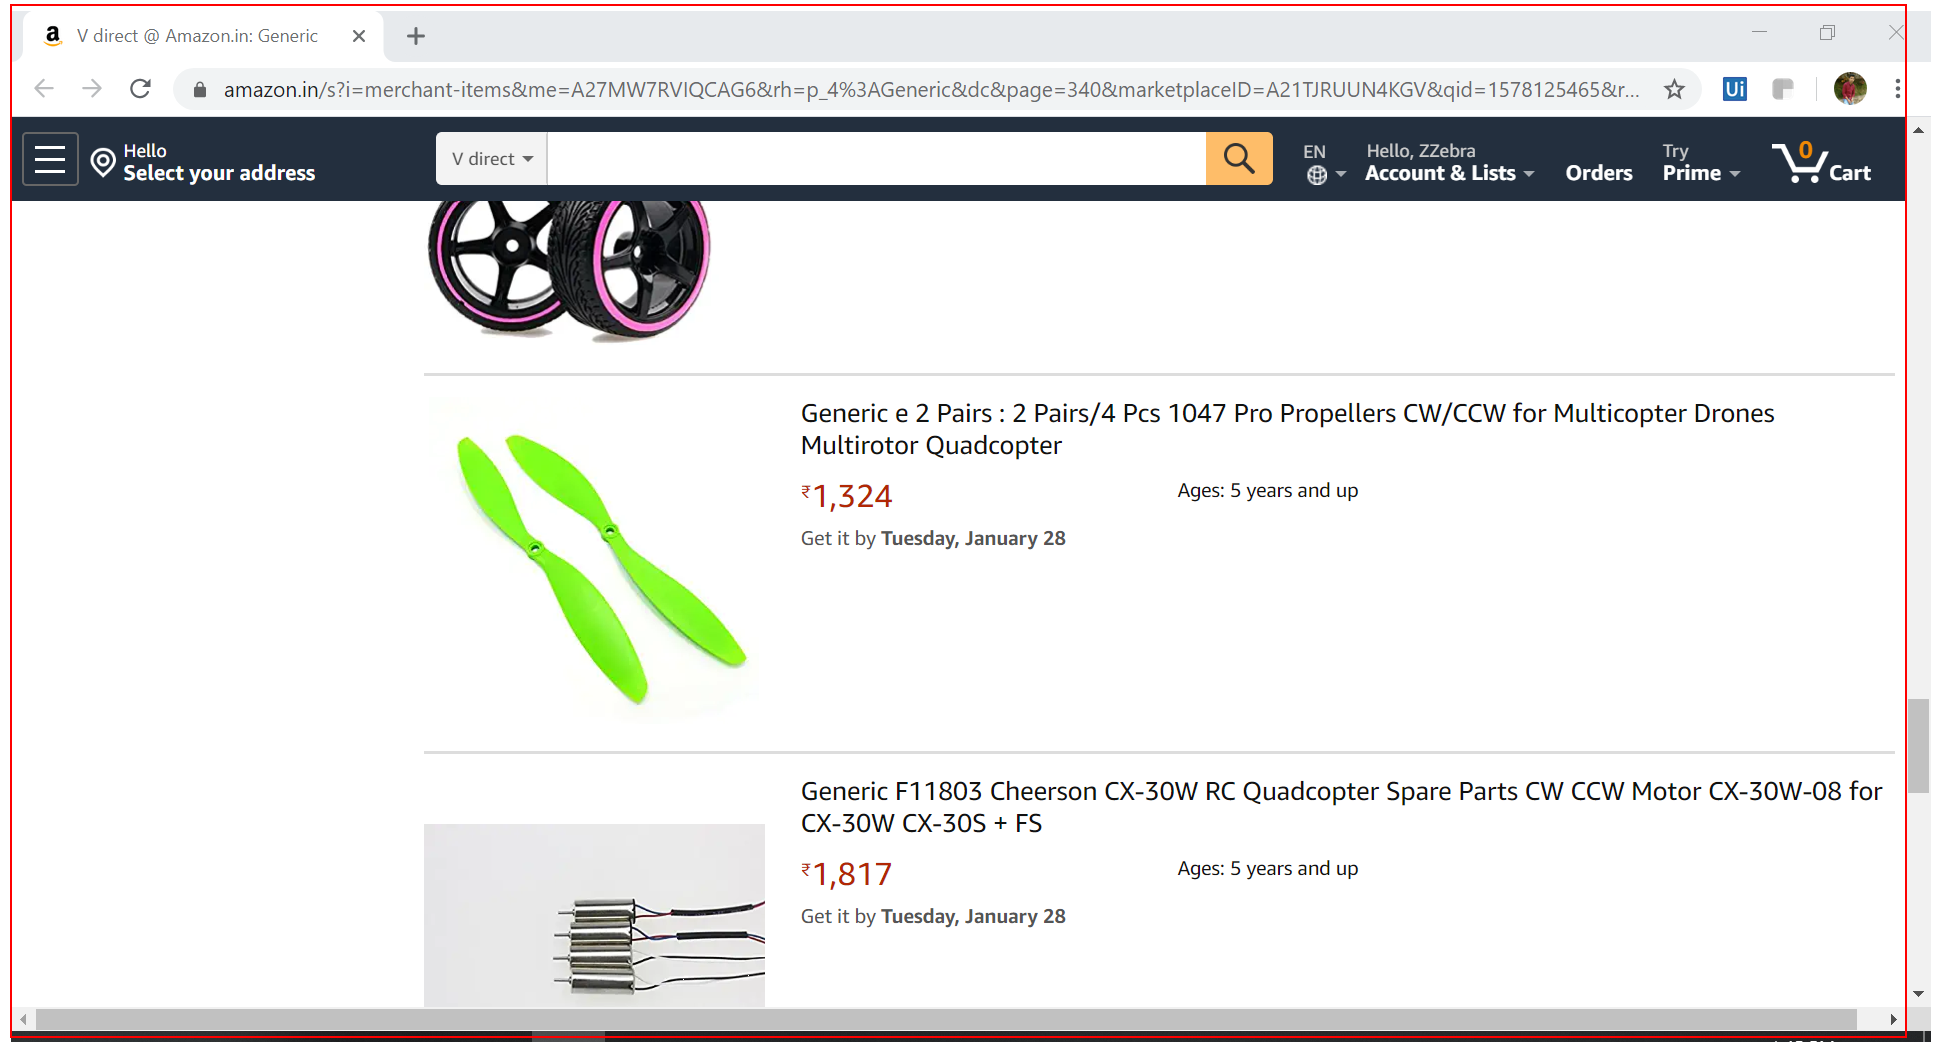 V direct @ Amazon.in: Generic
amazon.in/s?i=merchant-items&me=A27MW7RVIQCAG6&rh=p_4%3AGeneric&dc&page=340&marketplaceID=A21TJRUUN4KGV&qid=1578125465&r...
Ui
Hello
Select your address
V direct
EN
Hello, ZZebra
Account & Lists
Orders
Try
Prime
0
Cart
Generic e 2 Pairs : 2 Pairs/4 Pcs 1047 Pro Propellers CW/CCW for Multicopter Drones
Multirotor Quadcopter
₹1,324
Ages: 5 years and up
Get it by Tuesday, January 28
Generic F11803 Cheerson CX-30W RC Quadcopter Spare Parts CW CCW Motor CX-30W-08 for
CX-30W CX-30S + FS
₹1,817
Ages: 5 years and up
Get it by Tuesday, January 28